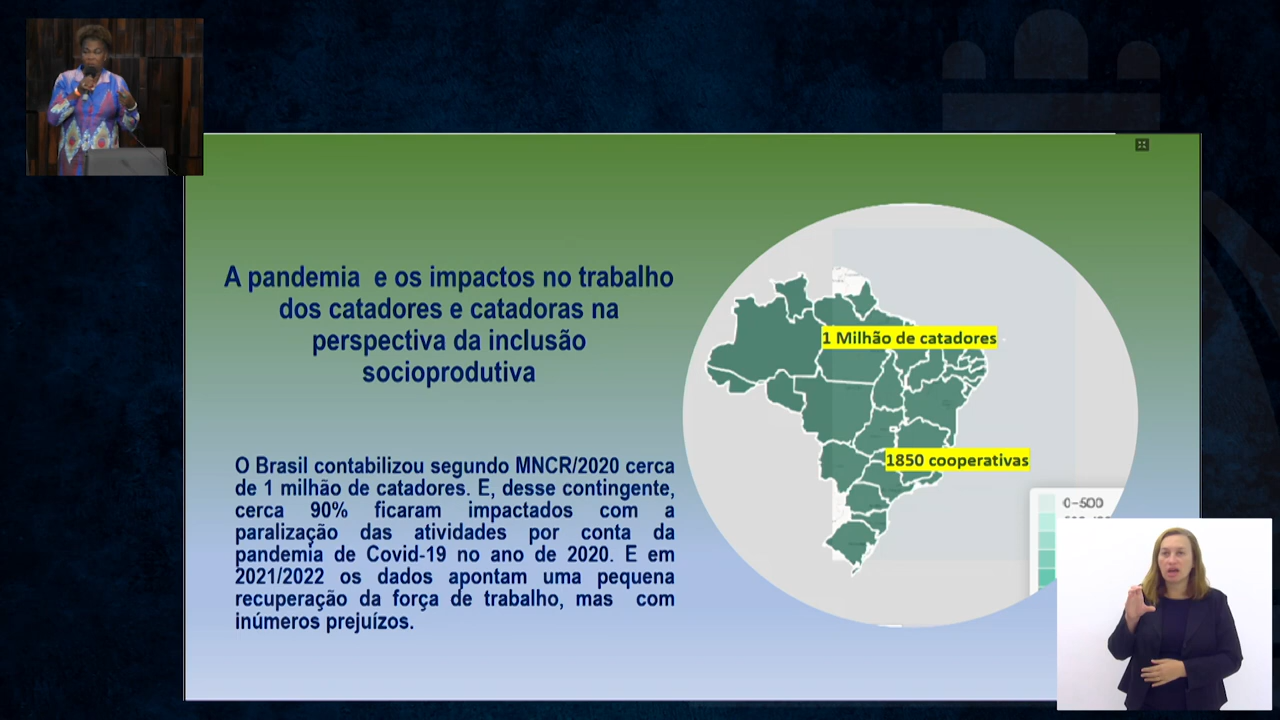 A pandemia e os impactos no trabalho
dos catadores e catadoras na
perspectiva da inclusão
socioprodutiva
O Brasil contabilizou segundo MNCR/2020 cerca
de 1 milhão de catadores. E, desse contingente,
cerca 90% ficaram impactados com a
paralização das atividades por conta da
pandemia de Covid-19 no ano de 2020. E em
2021/2022 os dados apontam uma pequena
recuperação da força de trabalho, mas com
inúmeros prejuízos.
1 Milhão de catadores
1850 cooperativas
0-500